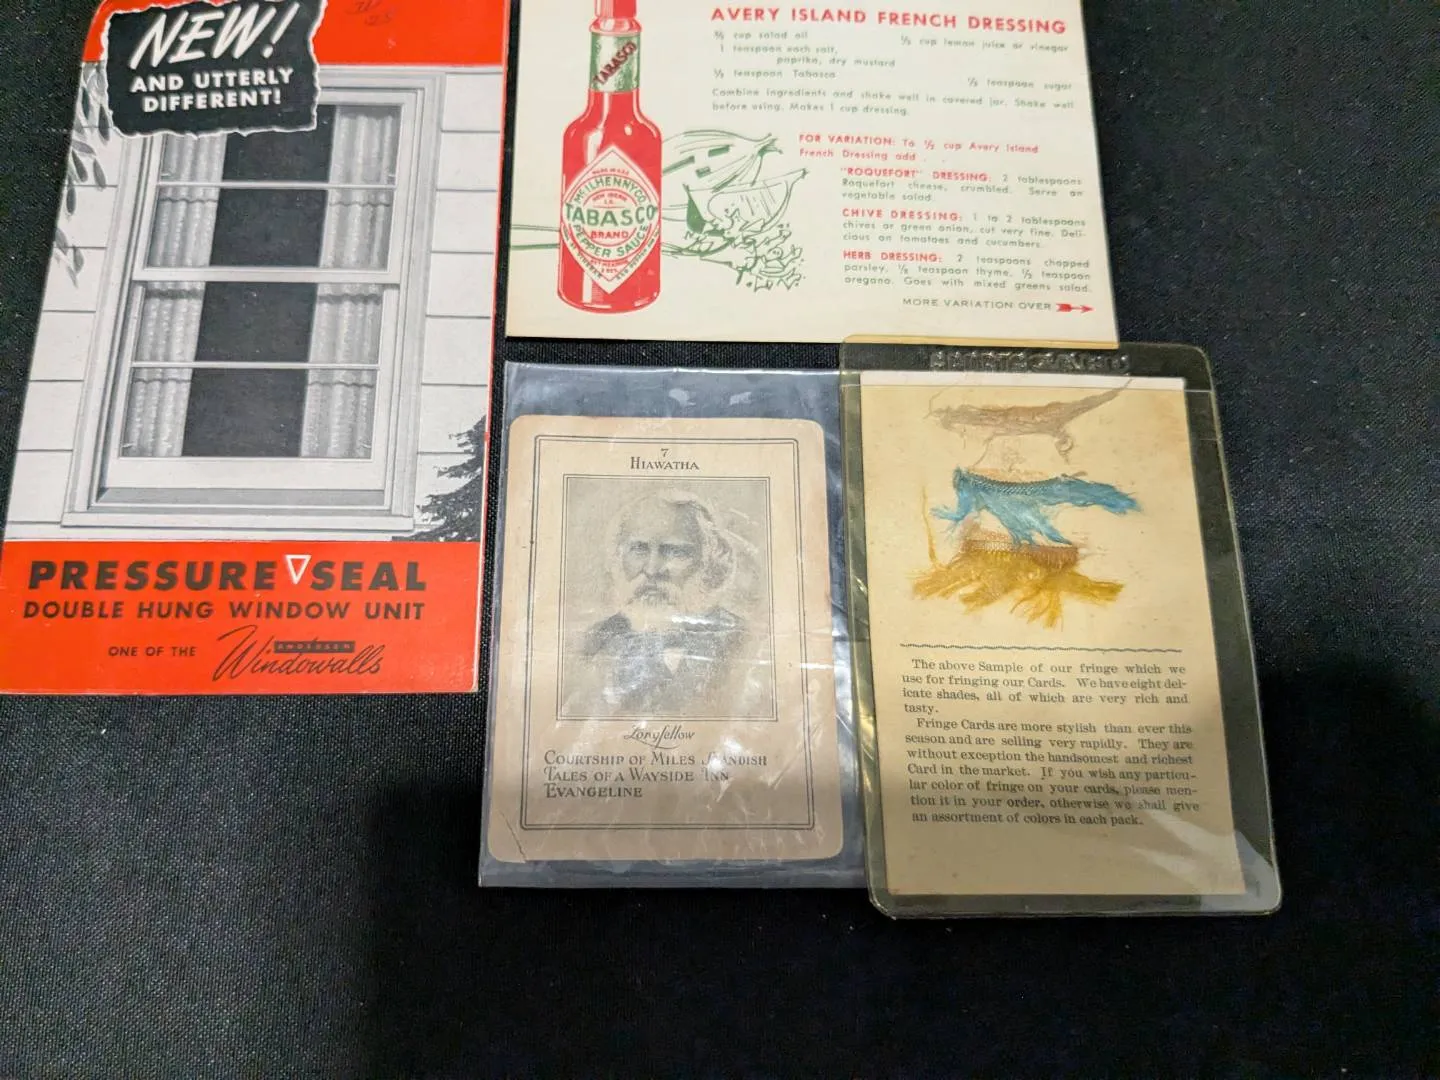 NEW!
AND UTTERLY
DIFFERENT!
PRESSURE SEAL
DOUBLE HUNG WINDOW UNIT
ONE OF THE ANDERSEN Windowalls
AVERY ISLAND FRENCH DRESSING
cup salad oil
1 teaspoon each salt,
paprika, dry mustard
½ teaspoon Tabasco
cup lemon juice or vinegar
½ teaspoon sugar
Combine ingredients and shake well in covered jar. Shake well
before using. Makes 1 cup dressing.
FOR VARIATION: To ½ cup Avery Island
French Dressing add . .
"ROQUEFORT" DRESSING: 2 tablespoons
Roquefort cheese, crumbled. Serve on
vegetable salad.
CHIVE DRESSING: 1 to 2 tablespoons
chives or green onion, cut very fine. Deli-
cious on tomatoes and cucumbers.
HERB DRESSING: 2 teaspoons chopped
parsley, ⅛ teaspoon thyme, ½ teaspoon
oregano. Goes with mixed greens salad.
MORE VARIATION OVER
TABASCO
McILHENNY CO.
NEW IBERIA
LA.
TABASCO
BRAND
PEPPER SAUCE
7
HIAWATHA
Longfellow
COURTSHIP OF MILES STANDISH
TALES OF A WAYSIDE INN
EVANGELINE
The above Sample of our fringe which we
use for fringing our Cards. We have eight del-
icate shades, all of which are very rich and
tasty.
Fringe Cards are more stylish than ever this
season and are selling very rapidly. They are
without exception the handsomest and richest
Card in the market. If you wish any particu-
lar color of fringe on your cards, please men-
tion it in your order, otherwise we shall give
an assortment of colors in each pack.